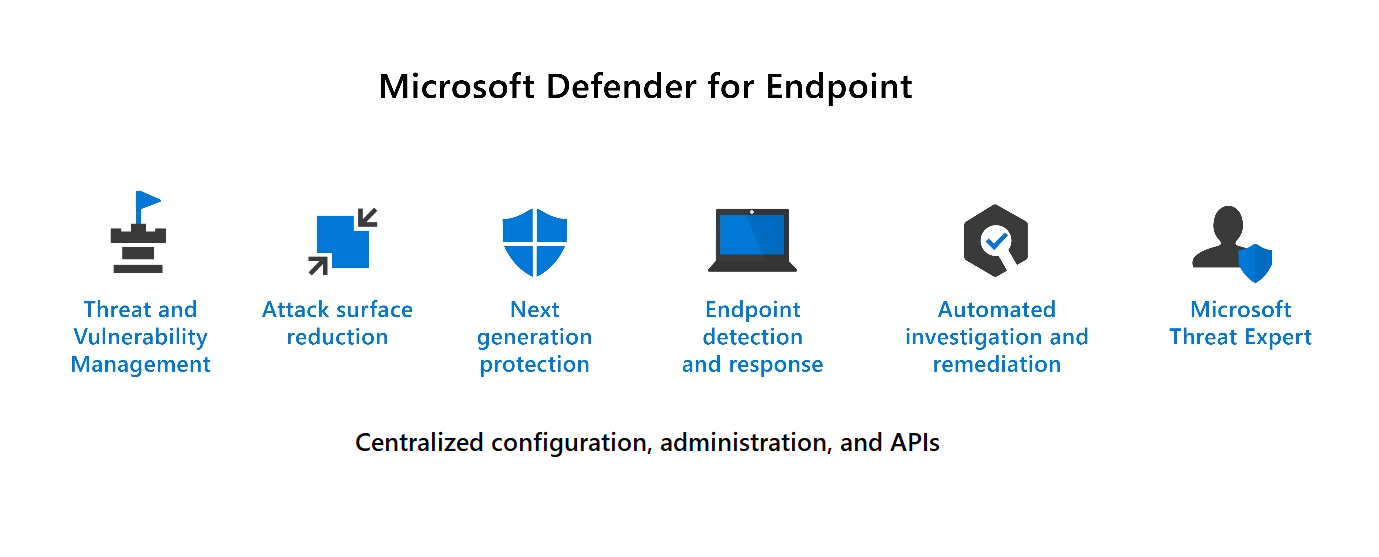 Microsoft Defender for Endpoint
Threat and
Vulnerability
Management
Attack surface
reduction
Next
generation
protection
Endpoint
detection
and response
Automated
investigation and
remediation
Microsoft
Threat Expert
Centralized configuration, administration, and APIs